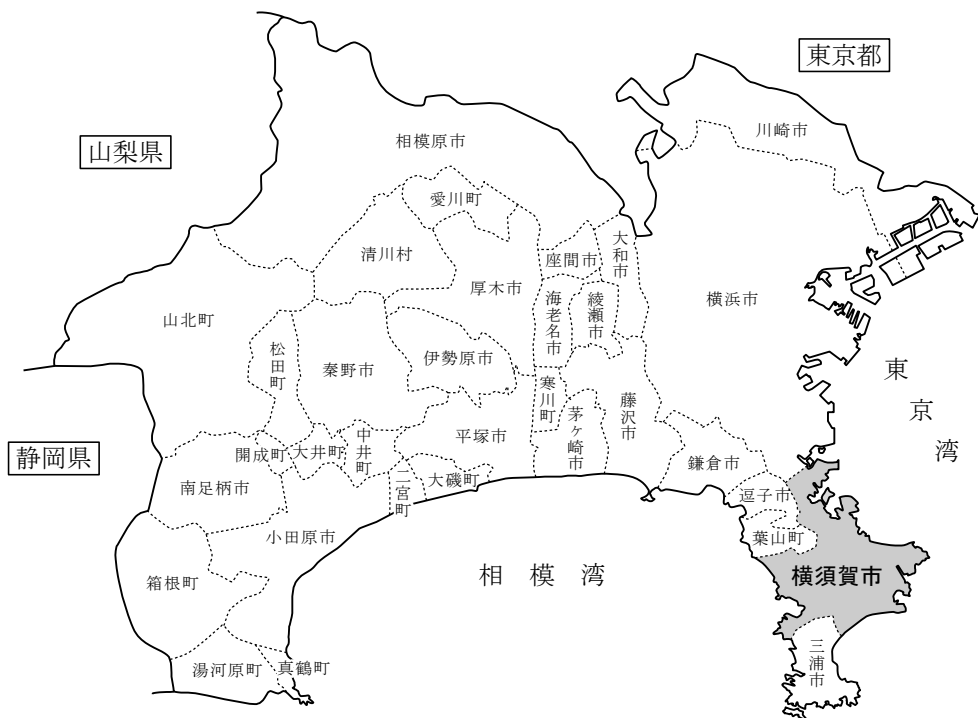 東京都
川崎市
山梨県
相模原市
愛川町
清川村
座間市
大和市
厚木市
横浜市
海老名市
綾瀬市
山北町
松田町
秦野市
伊勢原市
寒川町
茅ヶ崎市
藤沢市
東京湾
静岡県
開成町
大井町
中井町
平塚市
鎌倉市
南足柄市
二宮町
大磯町
逗子市
小田原市
葉山町
箱根町
相模湾
横須賀市
湯河原町
真鶴町
三浦市